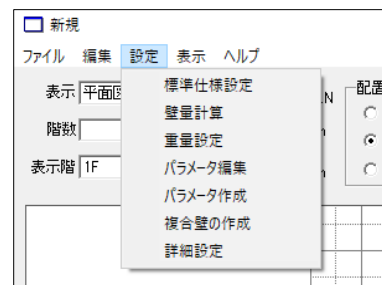 新規
ファイル 編集 設定 表示 ヘルプ
表示 平面図
階数
表示階 1F
標準仕様設定
壁量計算
重量設定
パラメータ編集
パラメータ作成
複合壁の作成
詳細設定
N
配置